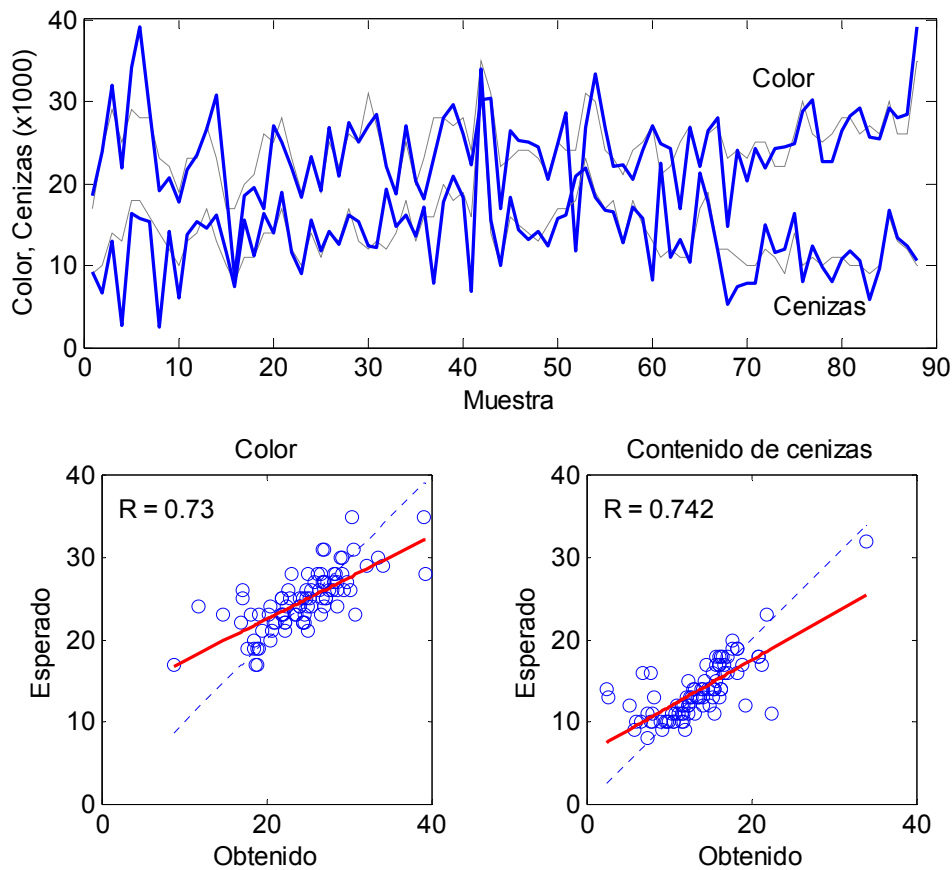 Color, Cenizas (x1000)
40
30
20
10
0
Color
Cenizas
0 10 20 30 40 50 60 70 80 90
Muestra
Color
R = 0.73
Esperado
40
30
20
10
0
0 20 40
Obtenido
Contenido de cenizas
R = 0.742
Esperado
40
30
20
10
0
0 20 40
Obtenido